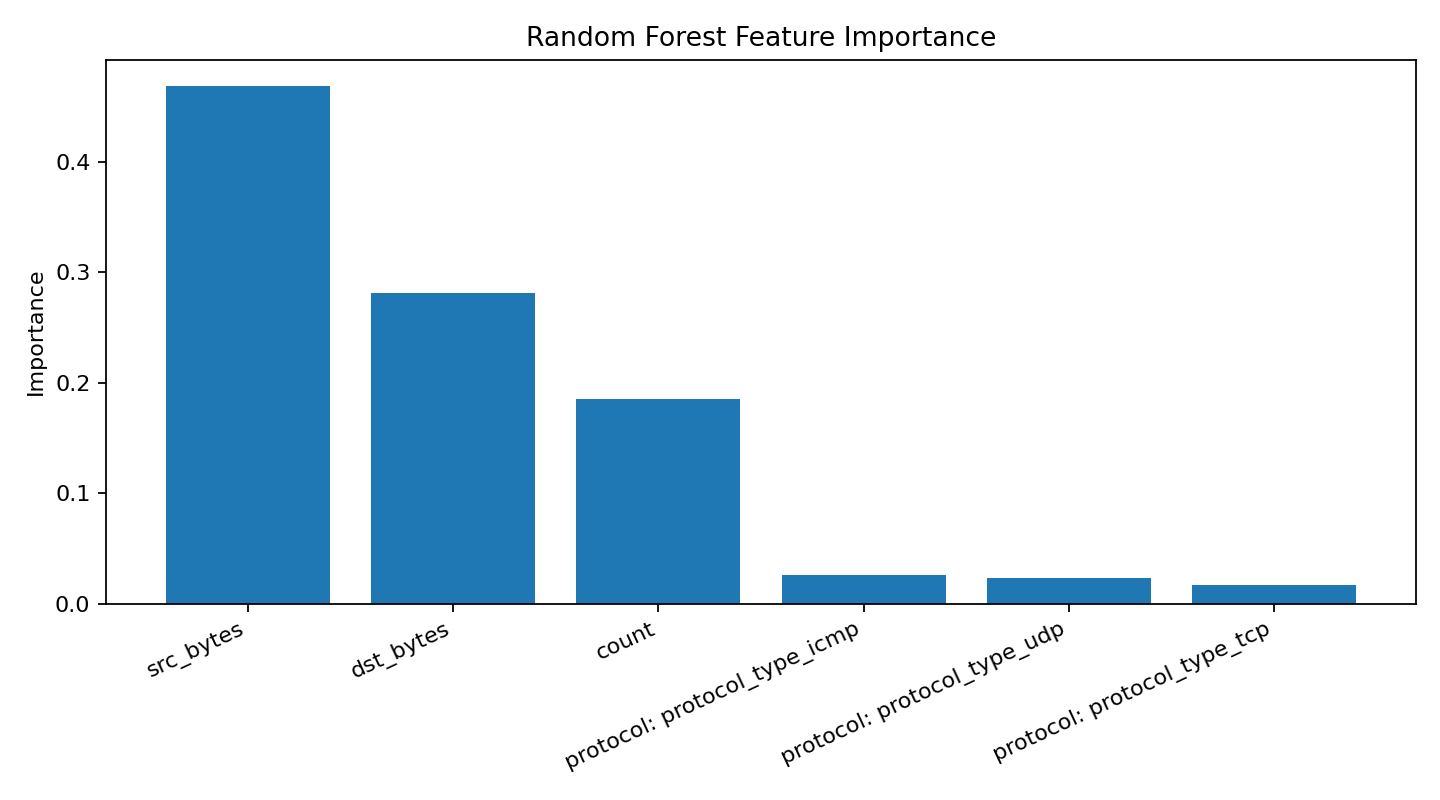 Random Forest Feature Importance
Importance
0.4
0.3
0.2
0.1
0.0
src_bytes
dst_bytes
count
protocol: protocol_type_icmp
protocol: protocol_type_udp
protocol: protocol_type_tcp